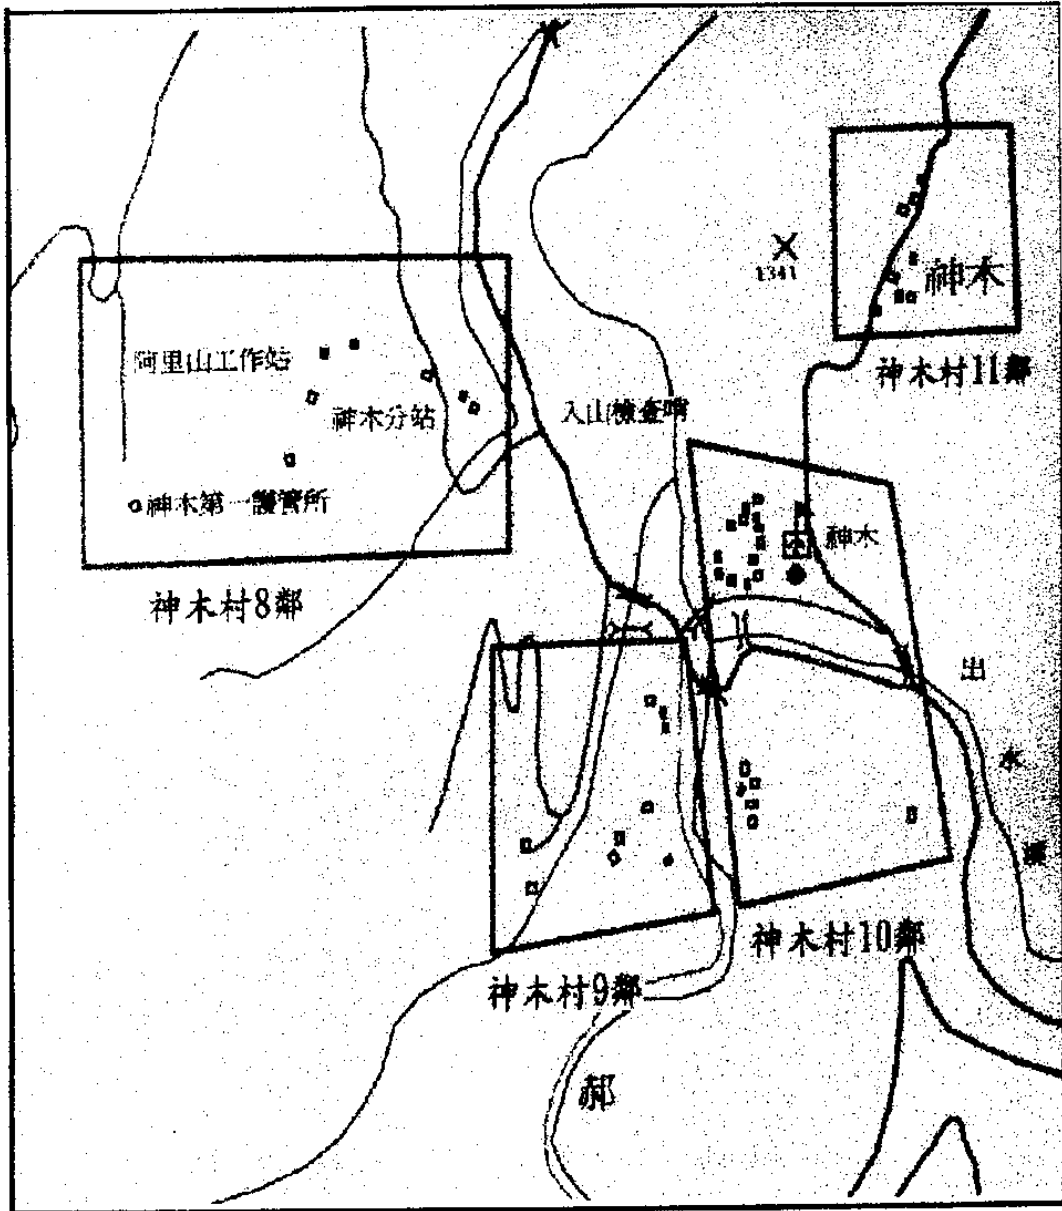 神木
1341
神木村11鄰
阿里山工作站
神木分站
入山檢查哨
神木第一護管所
神木
神木村8鄰
出
水
溪
神木村10鄰
神木村9鄰
郝